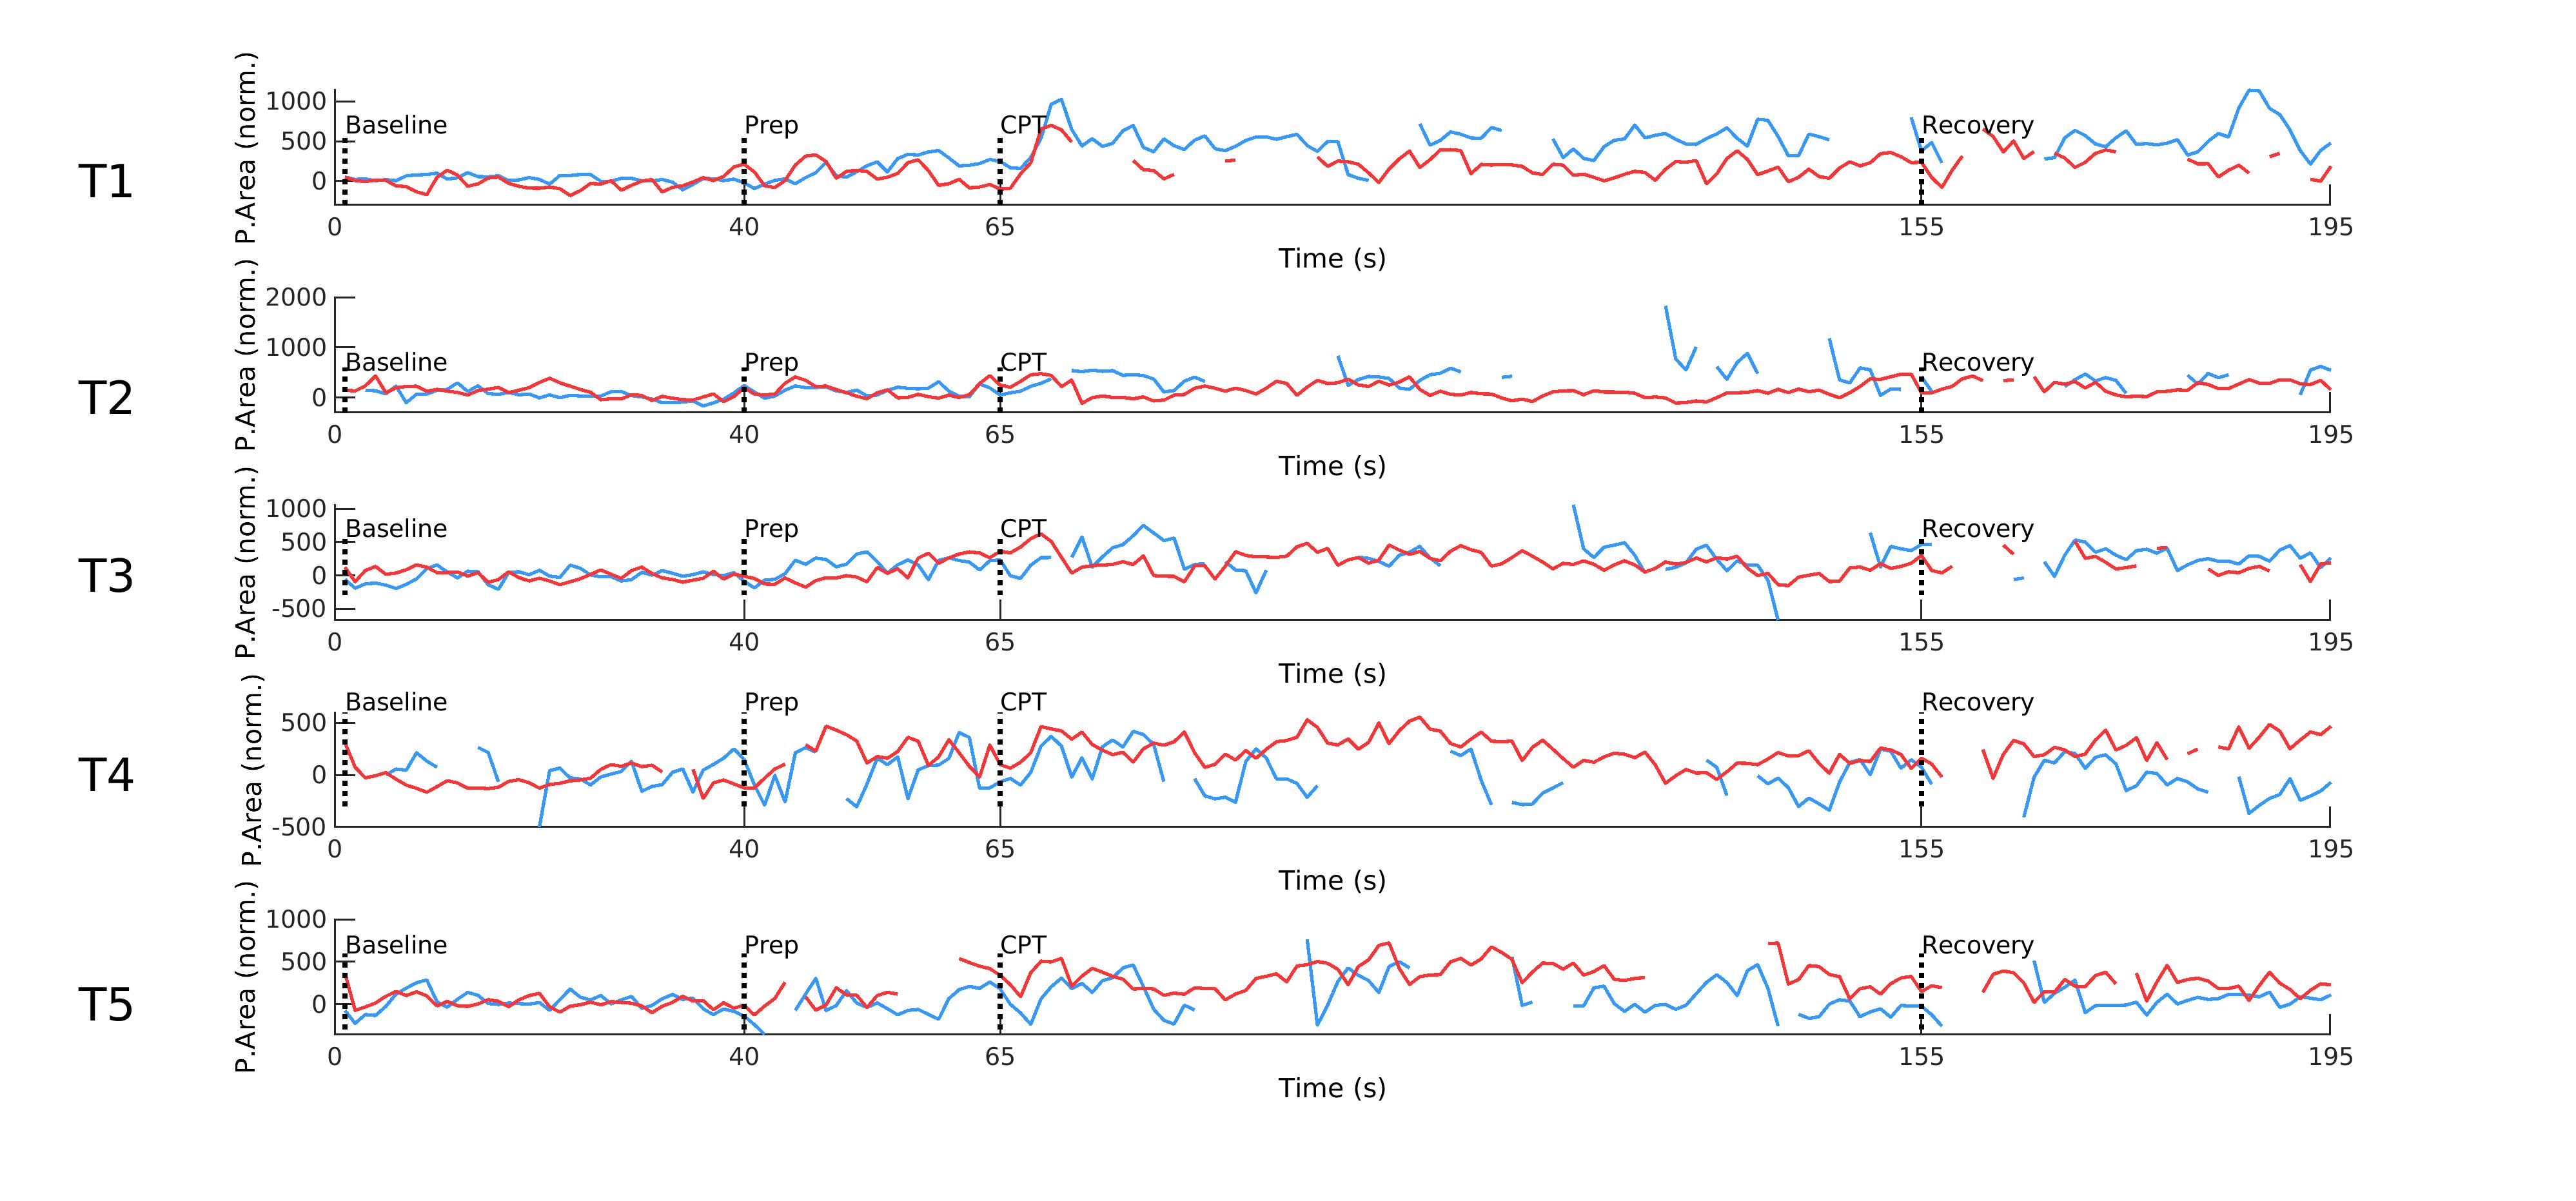 T1
P.Area (norm.)
1000
500
0
Baseline
Prep
CPT
Recovery
0 40 65 155 195
Time (s)
T2
P.Area (norm.)
2000
1000
0
Baseline
Prep
CPT
Recovery
0 40 65 155 195
Time (s)
T3
P.Area (norm.)
1000
500
0
-500
Baseline
Prep
CPT
Recovery
0 40 65 155 195
Time (s)
T4
P.Area (norm.)
500
0
-500
Baseline
Prep
CPT
Recovery
0 40 65 155 195
Time (s)
T5
P.Area (norm.)
1000
500
0
Baseline
Prep
CPT
Recovery
0 40 65 155 195
Time (s)